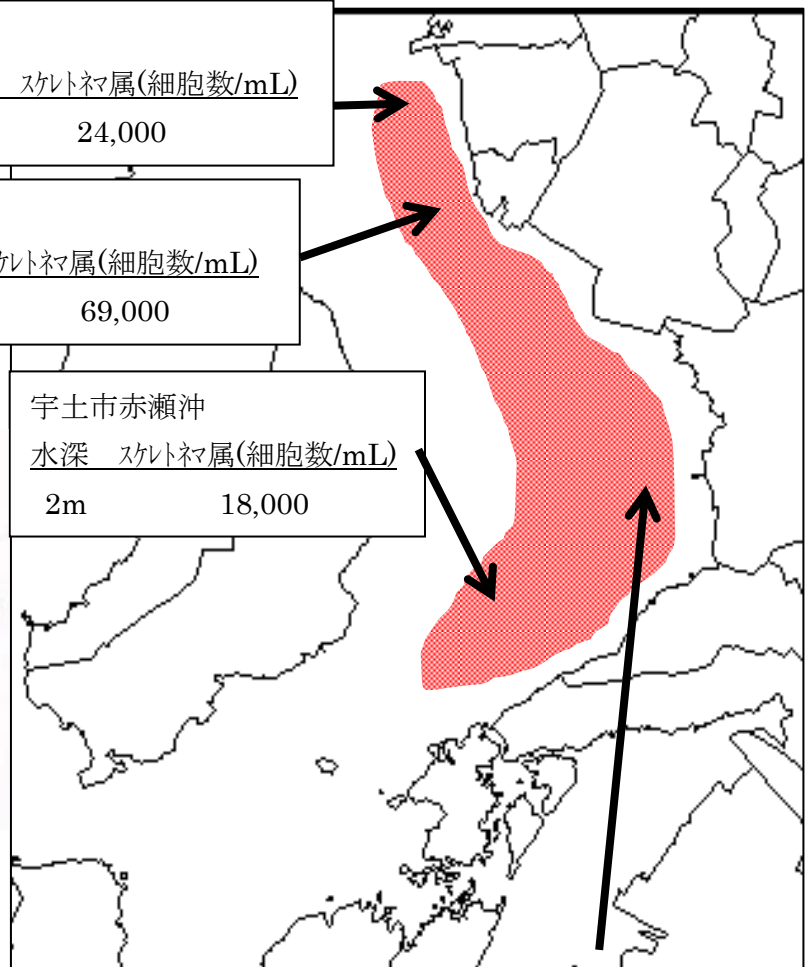 スケレトネマ属(細胞数/mL)
24,000
ケレトネマ属(細胞数/mL)
69,000
宇土市赤瀬沖
水深 スケレトネマ属(細胞数/mL)
2m 18,000